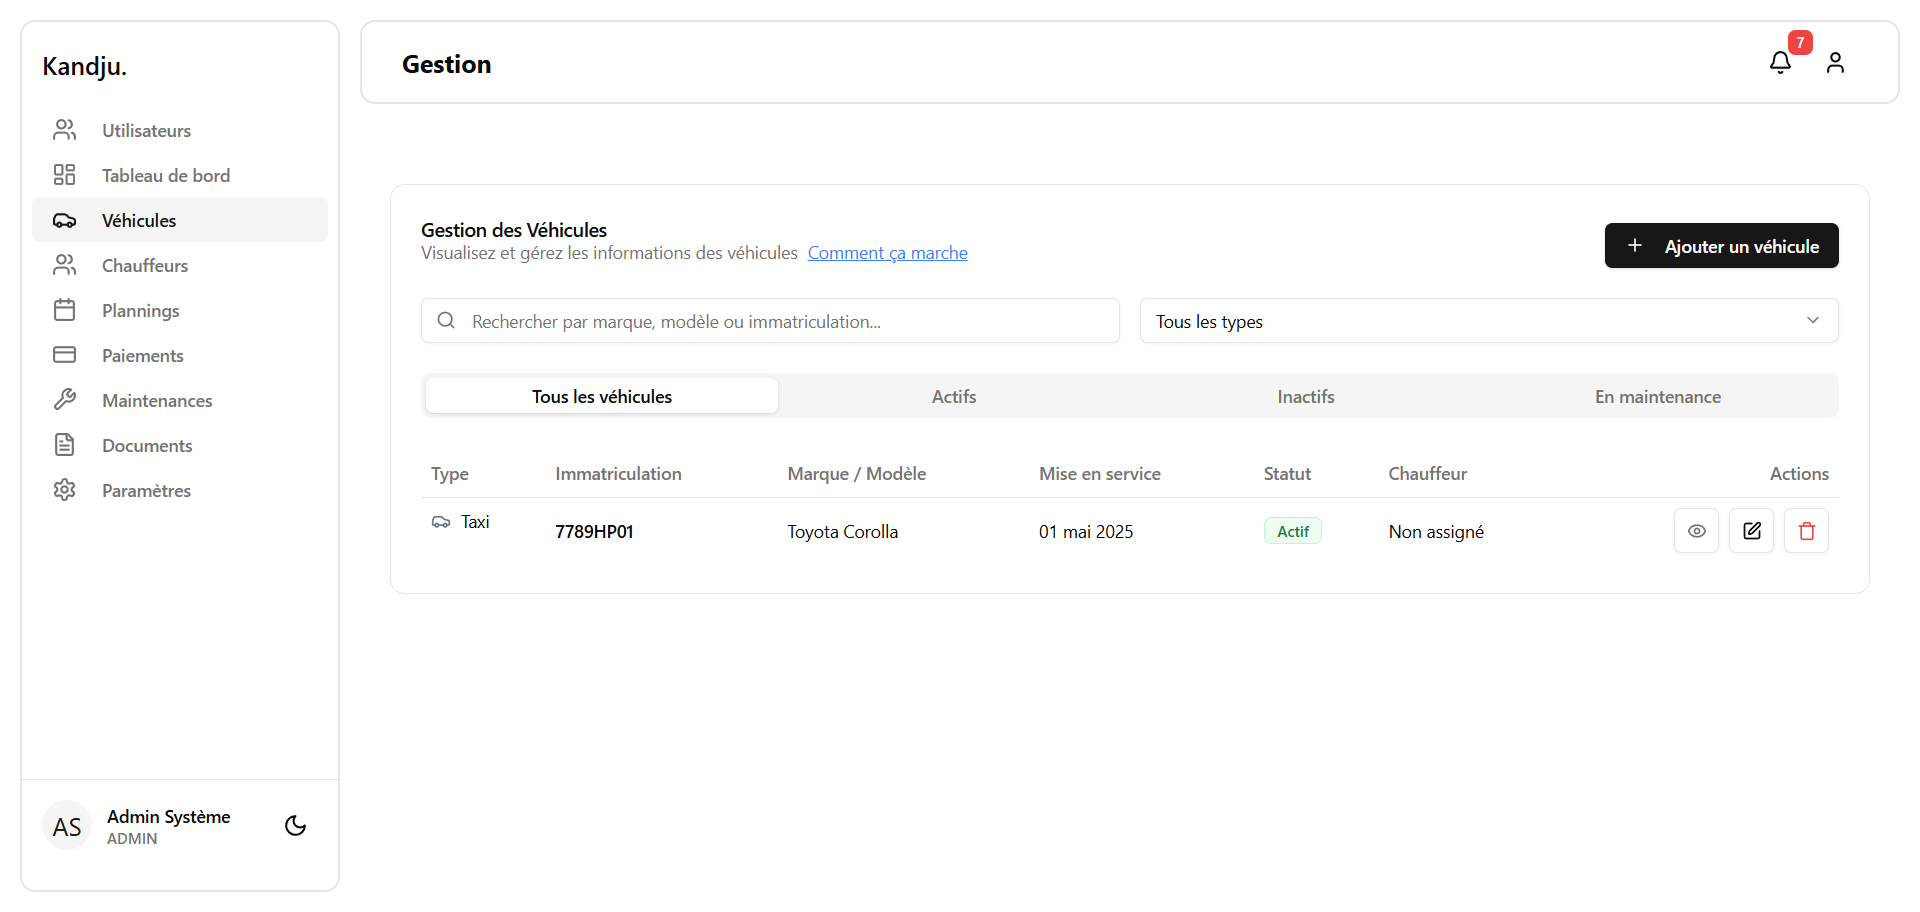 Kandju.
Utilisateurs
Tableau de bord
Véhicules
Chauffeurs
Plannings
Paiements
Maintenances
Documents
Paramètres
AS
Admin Système
ADMIN
Gestion
7
Gestion des Véhicules
Visualisez et gérez les informations des véhicules Comment ça marche
Ajouter un véhicule
Rechercher par marque, modèle ou immatriculation...
Tous les types
Tous les véhicules Actifs Inactifs En maintenance
Type Immatriculation Marque / Modèle Mise en service Statut Chauffeur Actions
Taxi 7789HP01 Toyota Corolla 01 mai 2025 Actif Non assigné